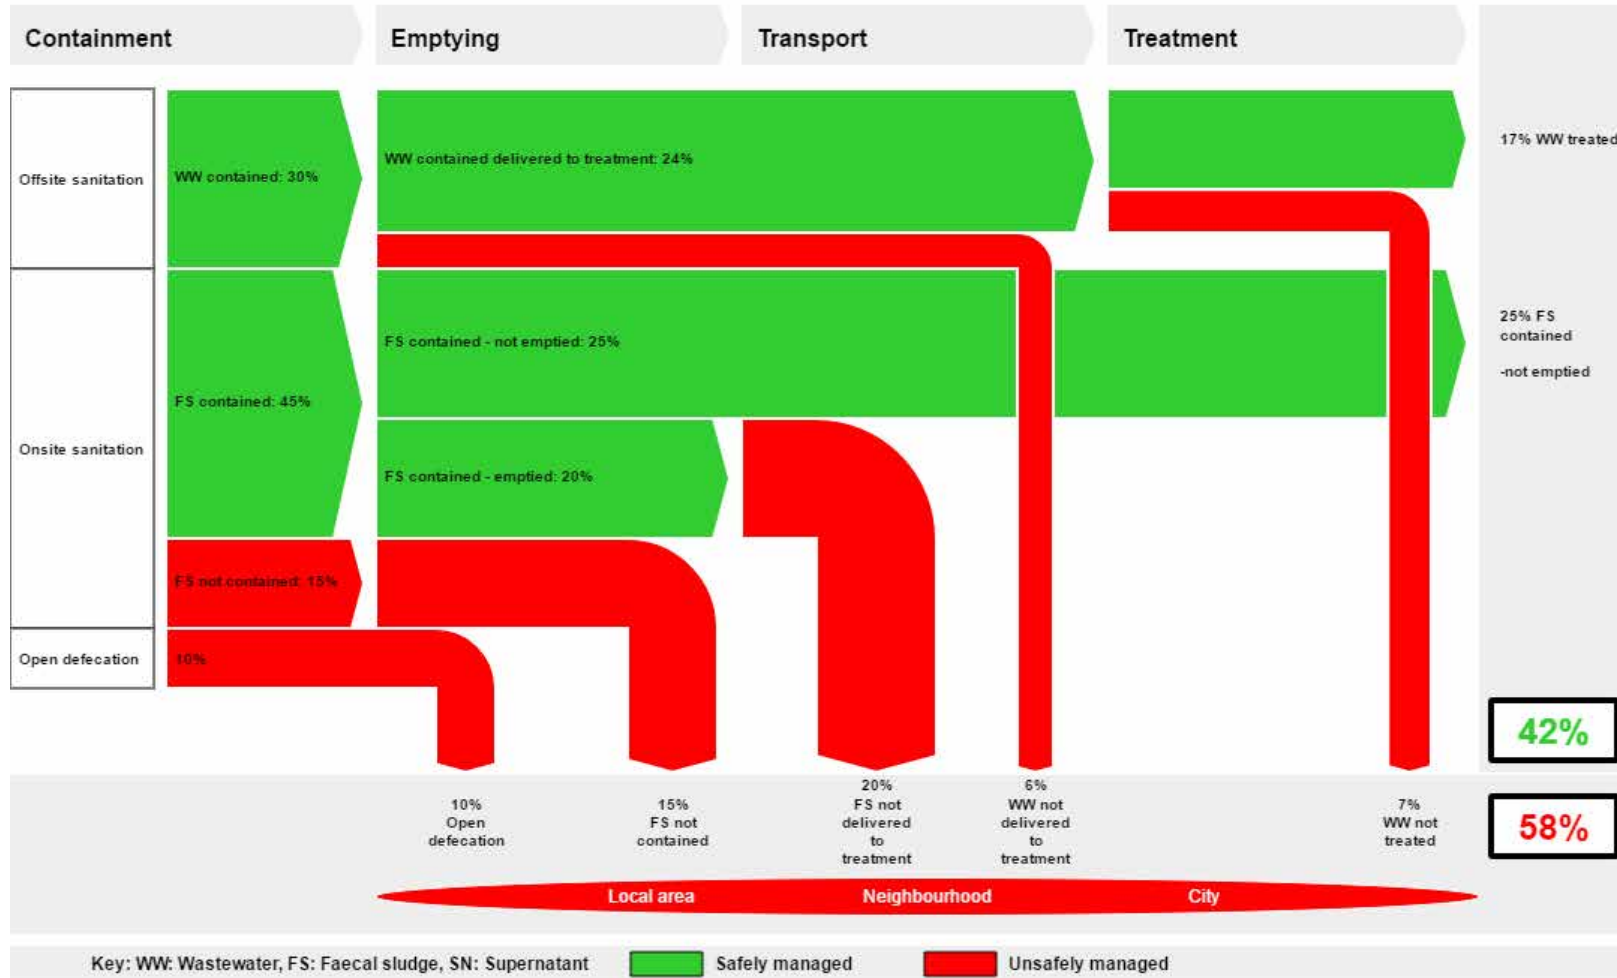 Containment
Emptying
Transport
Treatment
Offsite sanitation
WW contained: 30%
WW contained delivered to treatment: 24%
17% WW treated
Onsite sanitation
FS contained: 45%
FS contained - not emptied: 25%
25% FS
contained
-not emptied
FS contained - emptied: 20%
FS not contained: 15%
Open defecation
10%
42%
10%
Open
defecation
15%
FS not
contained
20%
FS not
delivered
to
treatment
6%
WW not
delivered
to
treatment
7%
WW not
treated
58%
Local area
Neighbourhood
City
Key: WW: Wastewater, FS: Faecal sludge, SN: Supernatant
Safely managed
Unsafely managed